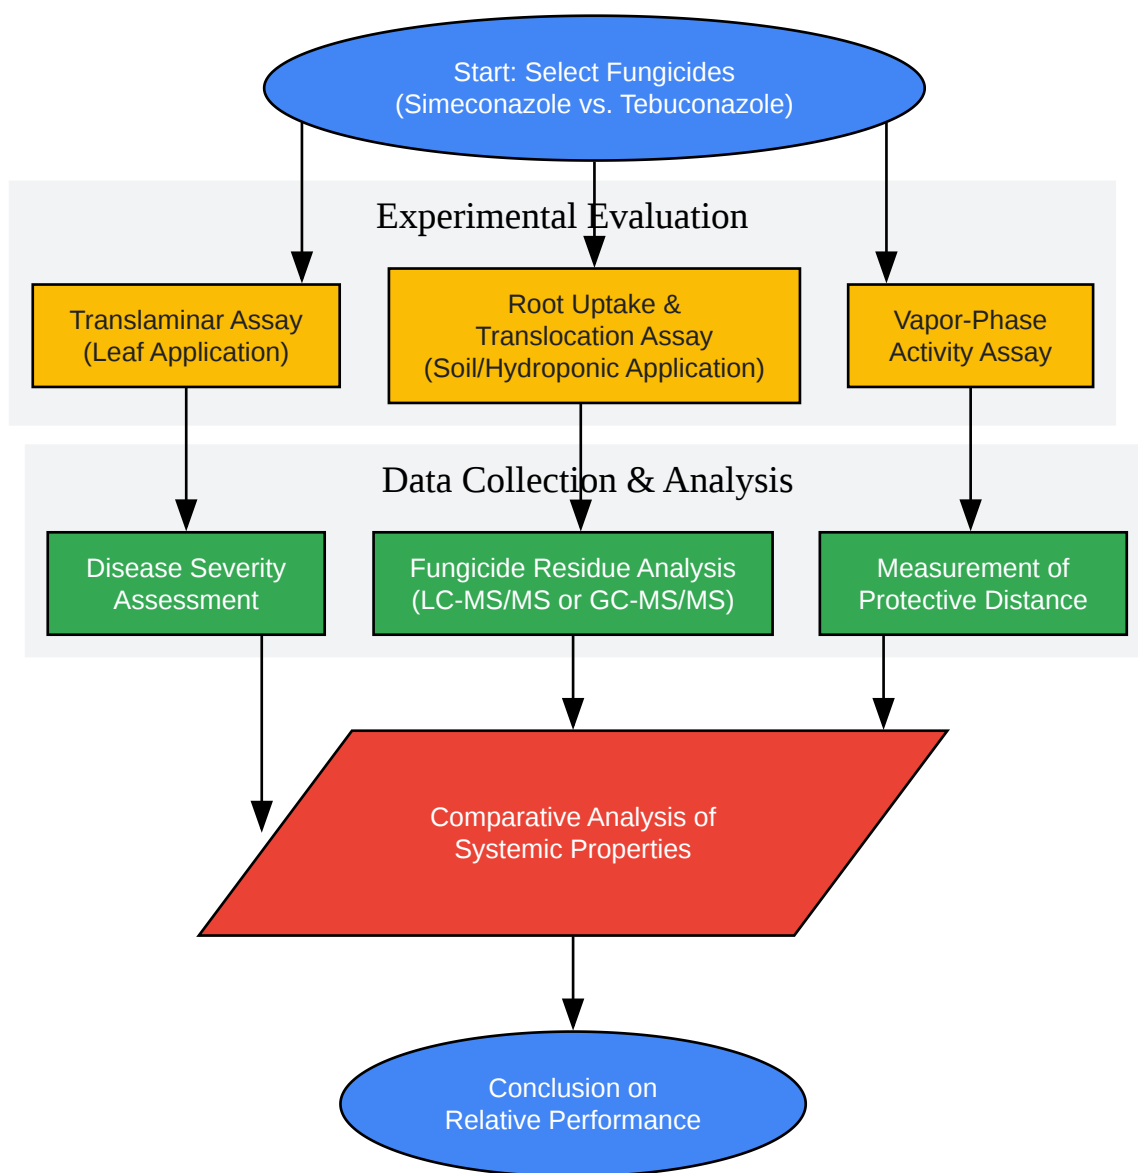 Start: Select Fungicides
(Simeconazole vs. Tebuconazole)
Experimental Evaluation
Translaminar Assay
(Leaf Application)
Root Uptake &
Translocation Assay
(Soil/Hydroponic Application)
Vapor-Phase
Activity Assay
Data Collection & Analysis
Disease Severity
Assessment
Fungicide Residue Analysis
(LC-MS/MS or GC-MS/MS)
Measurement of
Protective Distance
Comparative Analysis of
Systemic Properties
Conclusion on
Relative Performance